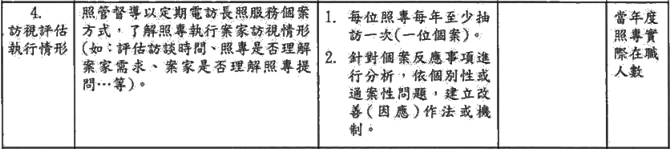 4.
訪視評估
執行情形
照管督導以定期電訪長照服務個案
方式，了解照專執行案家訪視情形
(如：評估訪談時間、照專是否理解
案家需求、案家是否理解照專提
問…等)。
1. 每位照專每年至少抽
訪一次(一位個案)。
2. 針對個案反應事項進
行分析，依個別性或
通案性問題，建立改
善(因應)作法或機
制。
當年度
照專實
際在職
人數